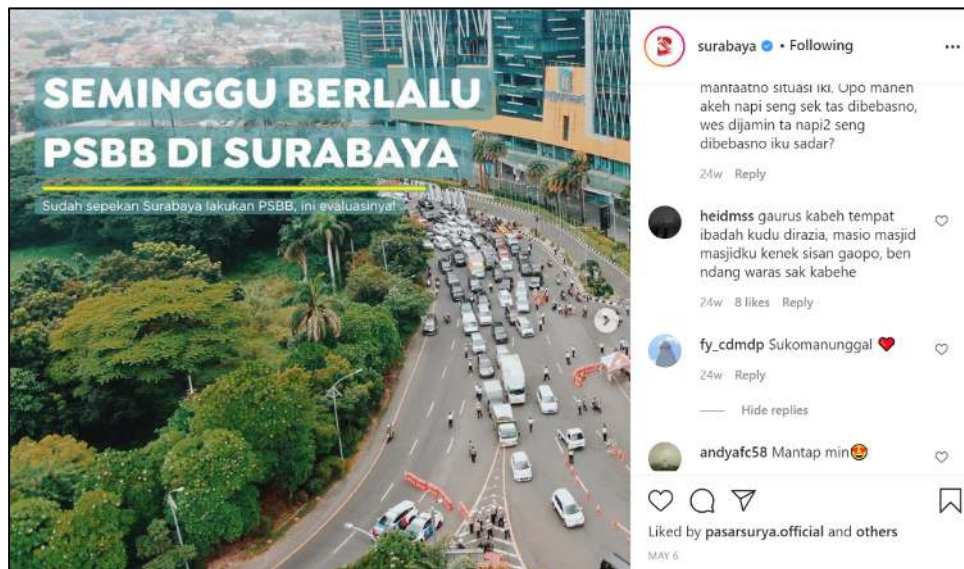 SEMINGGU BERLALU
PSBB DI SURABAYA
Sudah sepekan Surabaya lakukan PSBB, ini evaluasinya!
surabaya • Following
manfaatno situasi iki. Opo maneh
akeh napi seng sek tas dibebasno,
wes dijamin ta napi2 seng
dibebasno iku sadar?
24w Reply
heidmss gaurus kabeh tempat
ibadah kudu dirazia, masio masjid
masjidku kenek sisan gaopo, ben
ndang waras sak kabehe
24w 8 likes Reply
fy_cdmdp Sukomanunggal ❤️
24w Reply
Hide replies
andyafc58 Mantap min🤩
Liked by pasarsurya.official and others
MAY 6